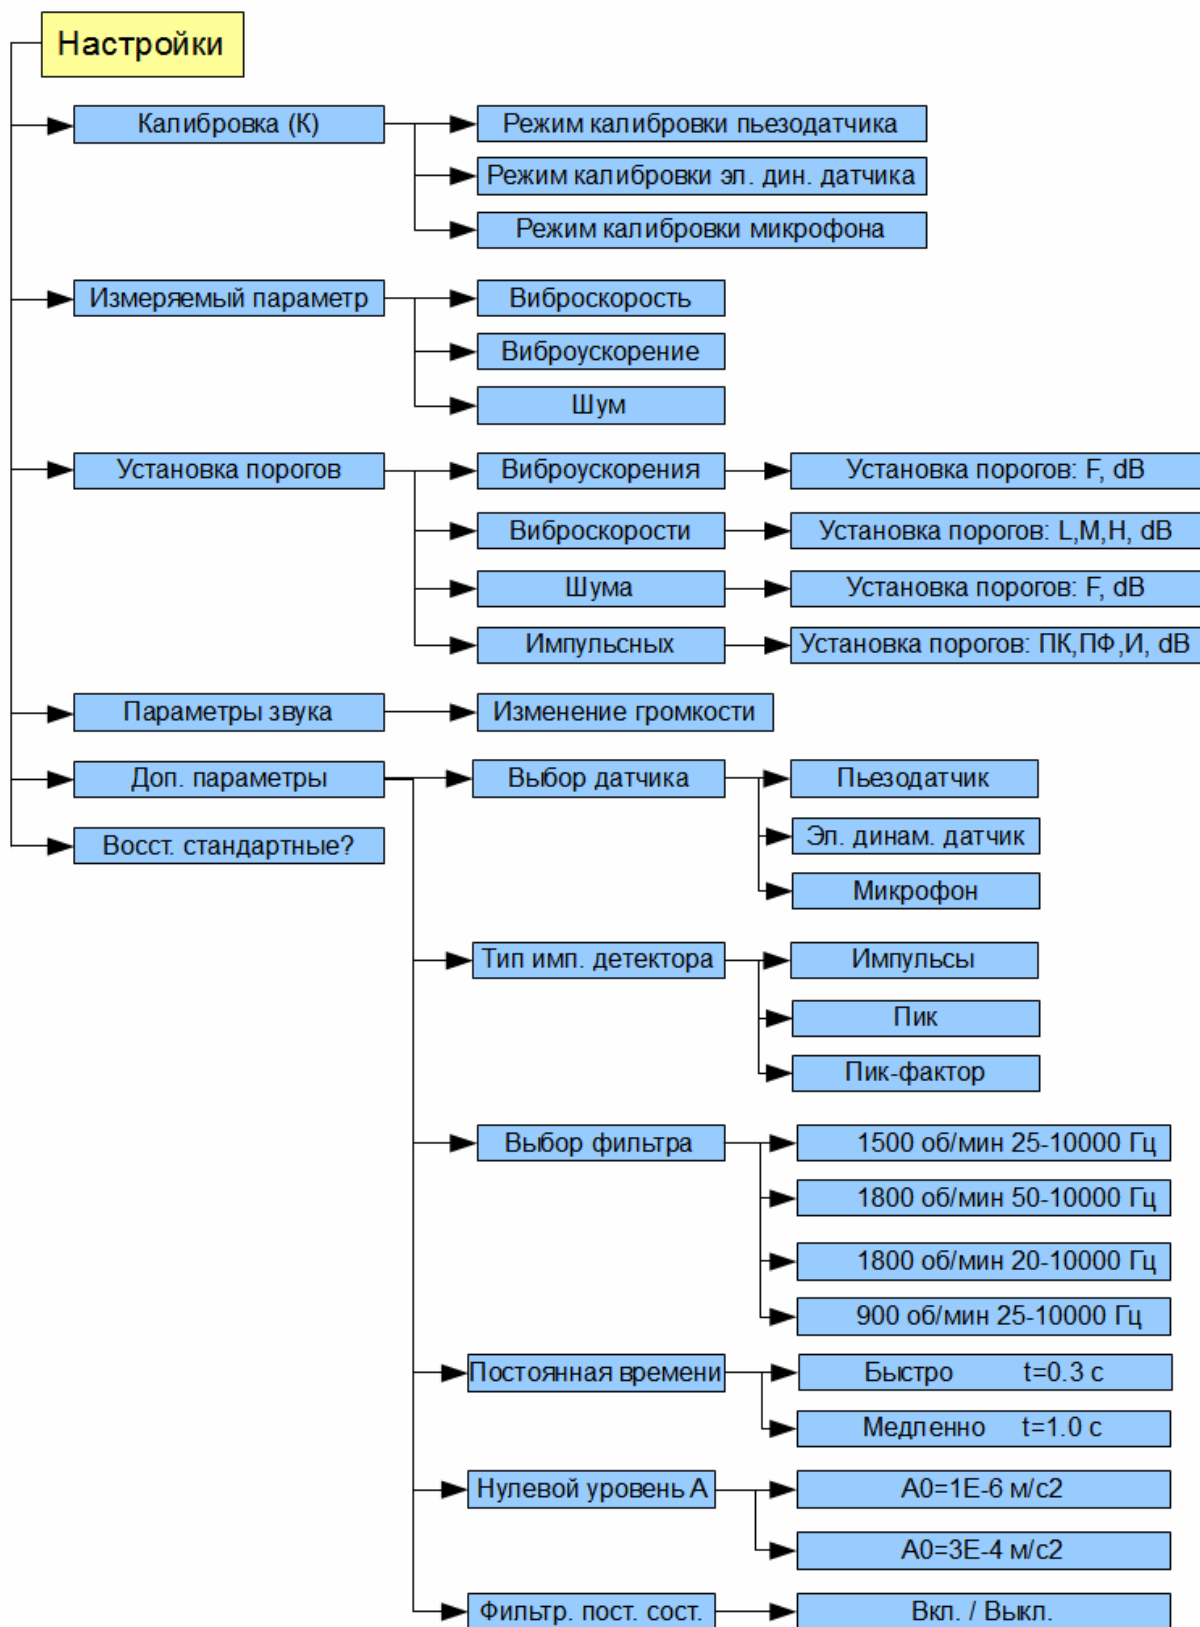 Настройки
Калибровка (К)
Режим калибровки пьезодатчика
Режим калибровки эл. дин. датчика
Режим калибровки микрофона
Измеряемый параметр
Виброскорость
Виброускорение
Шум
Установка порогов
Виброускорения
Установка порогов: F, dB
Виброскорости
Установка порогов: L,M,H, dB
Шума
Установка порогов: F, dB
Импульсных
Установка порогов: ПК,ПФ,И, dB
Параметры звука
Изменение громкости
Доп. параметры
Выбор датчика
Пьезодатчик
Эл. динам. датчик
Микрофон
Восст. стандартные?
Тип имп. детектора
Импульсы
Пик
Пик-фактор
Выбор фильтра
1500 об/мин 25-10000 Гц
1800 об/мин 50-10000 Гц
1800 об/мин 20-10000 Гц
900 об/мин 25-10000 Гц
Постоянная времени
Быстро t=0.3 с
Медленно t=1.0 с
Нулевой уровень А
А0=1Е-6 м/с2
А0=3Е-4 м/с2
Фильтр. пост. сост.
Вкл. / Выкл.